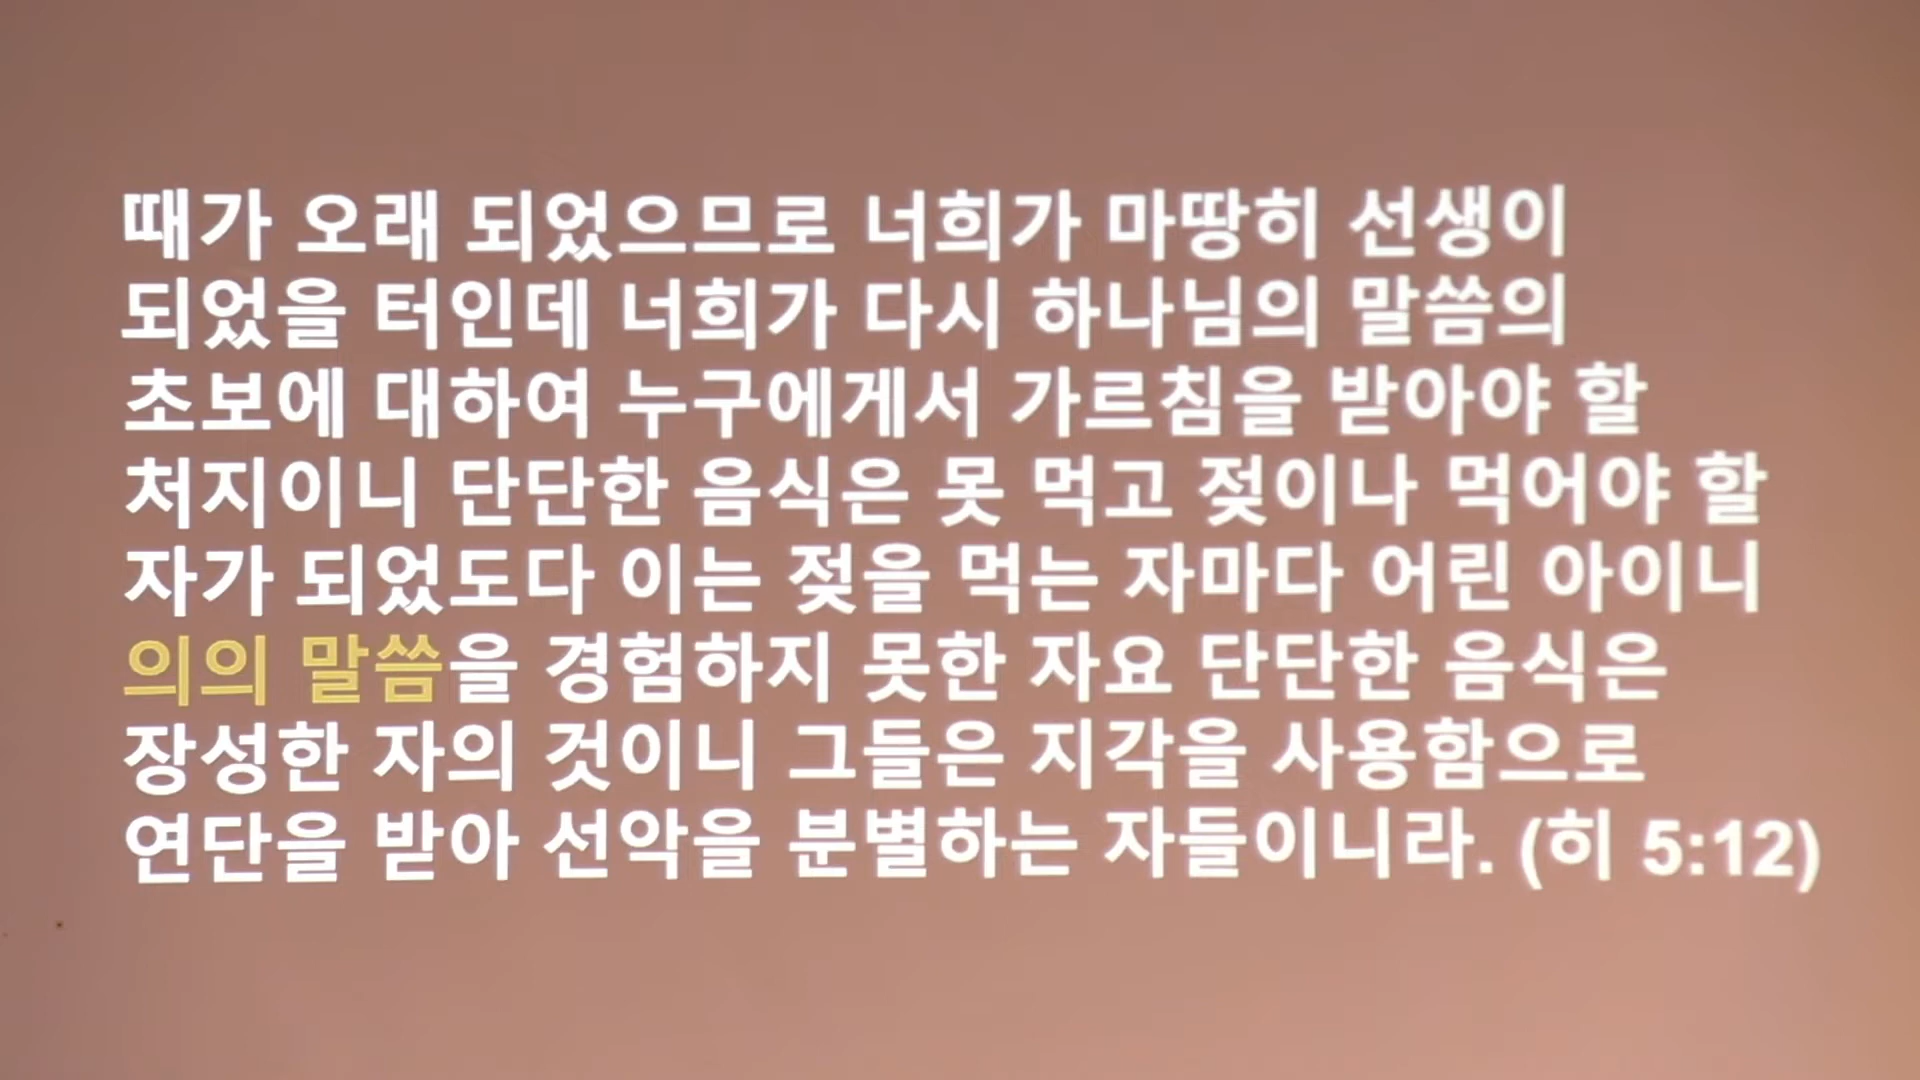 때가 오래 되었으므로 너희가 마땅히 선생이
되었을 터인데 너희가 다시 하나님의 말씀의
초보에 대하여 누구에게서 가르침을 받아야 할
처지이니 단단한 음식은 못 먹고 젖이나 먹어야 할
자가 되었도다 이는 젖을 먹는 자마다 어린 아이니
의의 말씀을 경험하지 못한 자요 단단한 음식은
장성한 자의 것이니 그들은 지각을 사용함으로
연단을 받아 선악을 분별하는 자들이니라. (히 5:12)